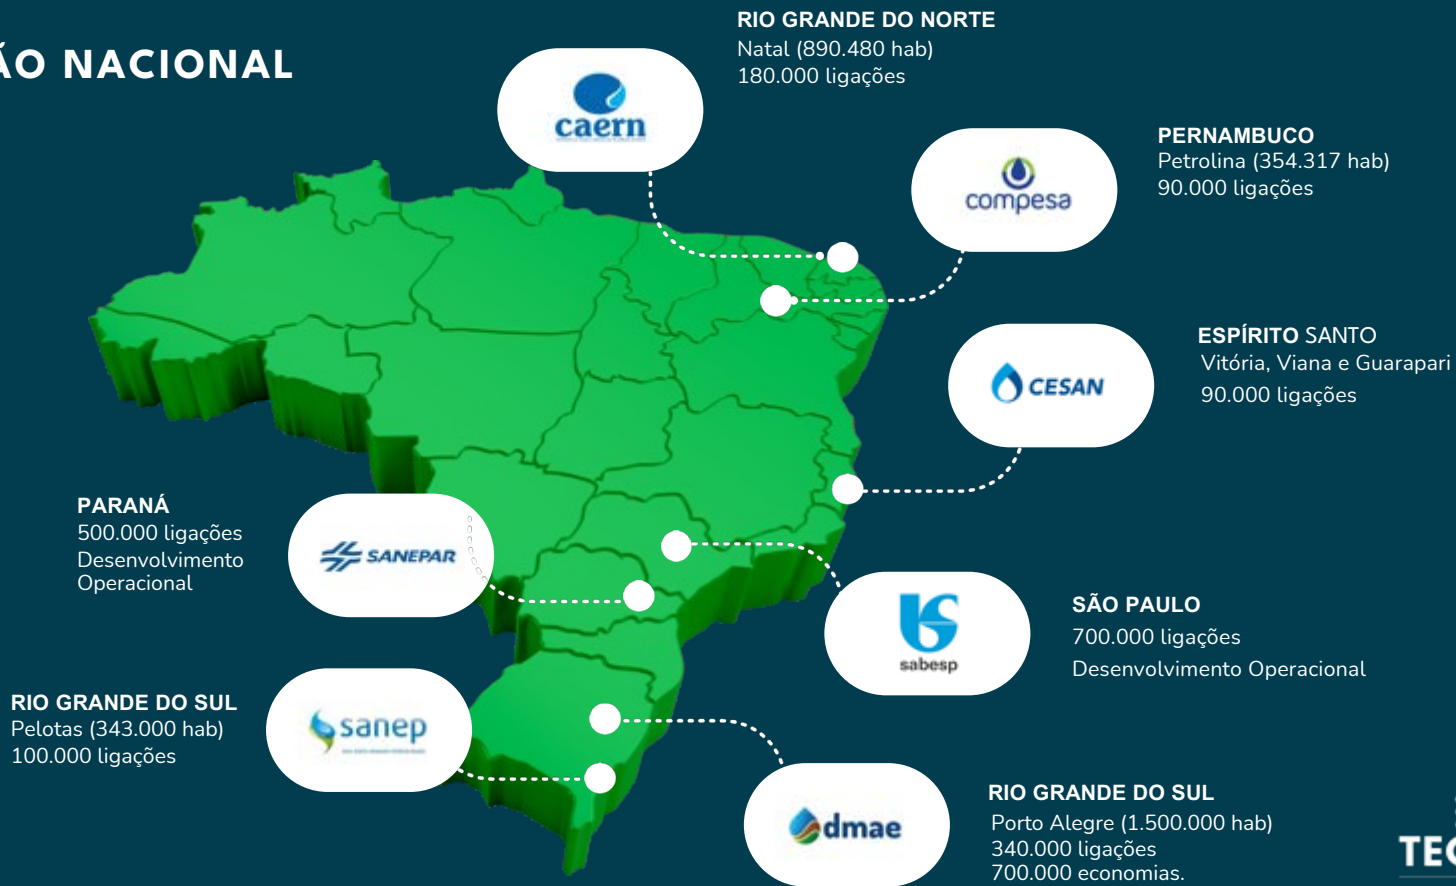 ÃO NACIONAL
caern
RIO GRANDE DO NORTE
Natal (890.480 hab)
180.000 ligações
compesa
PERNAMBUCO
Petrolina (354.317 hab)
90.000 ligações
CESAN
ESPÍRITO SANTO
Vitória, Viana e Guarapari
90.000 ligações
PARANÁ
500.000 ligações
Desenvolvimento
Operacional
SANEPAR
sabesp
SÃO PAULO
700.000 ligações
Desenvolvimento Operacional
RIO GRANDE DO SUL
Pelotas (343.000 hab)
100.000 ligações
sanep
dmae
RIO GRANDE DO SUL
Porto Alegre (1.500.000 hab)
340.000 ligações
700.000 economias.
TEC